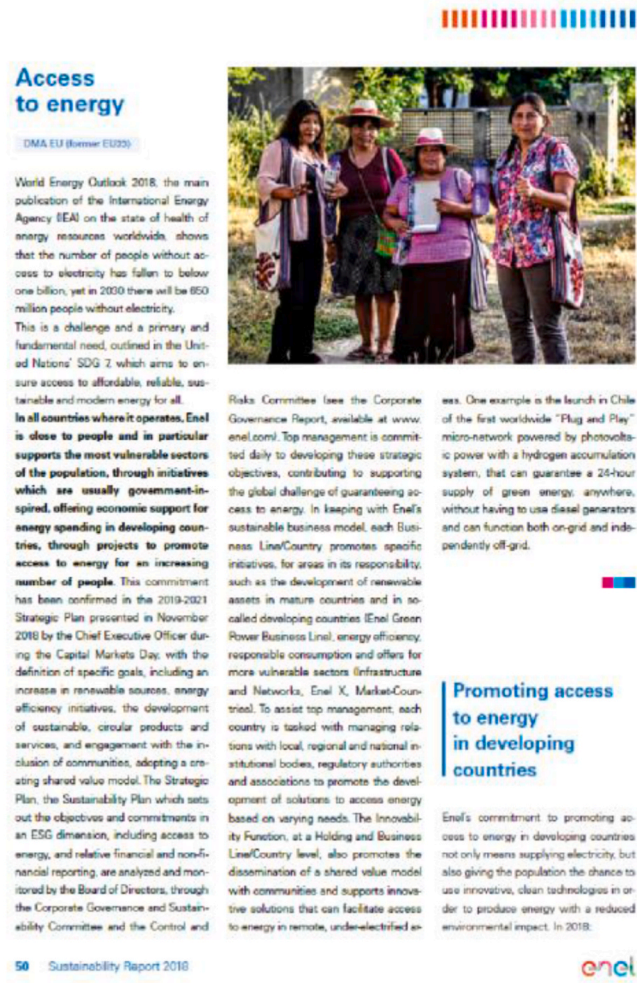 Access
to energy
DMA EU (former EU23)
World Energy Outlook 2018, the main
publication of the International Energy
Agency (IEA) on the state of health of
energy resources worldwide, shows
that the number of people without ac-
cess to electricity has fallen to below
one billion, yet in 2030 there will be 650
million people without electricity.
This is a challenge and a primary and
fundamental need, outlined in the Unit-
ed Nations' SDG 7, which aims to en-
sure access to affordable, reliable, sus-
tainable and modern energy for all.
In all countries where it operates, Enel
is close to people and in particular
supports the most vulnerable sectors
of the population, through initiatives
which are usually government-in-
spired, offering economic support for
energy spending in developing coun-
tries, through projects to promote
access to energy for an increasing
number of people. This commitment
has been confirmed in the 2019-2021
Strategic Plan presented in November
2018 by the Chief Executive Officer dur-
ing the Capital Markets Day, with the
definition of specific goals, including an
increase in renewable sources, energy
efficiency initiatives, the development
of sustainable, circular products and
services, and engagement with the in-
clusion of communities, adopting a cre-
ating shared value model. The Strategic
Plan, the Sustainability Plan which sets
out the objectives and commitments in
an ESG dimension, including access to
energy, and relative financial and non-fi-
nancial reporting, are analyzed and mon-
itored by the Board of Directors, through
the Corporate Governance and Sustain-
ability Committee and the Control and
Risks Committee (see the Corporate
Governance Report, available at www.
enel.com). Top management is commit-
ted daily to developing these strategic
objectives, contributing to supporting
the global challenge of guaranteeing ac-
cess to energy. In keeping with Enel's
sustainable business model, each Busi-
ness Line/Country promotes specific
initiatives, for areas in its responsibility,
such as the development of renewable
assets in mature countries and in so-
called developing countries (Enel Green
Power Business Line), energy efficiency,
responsible consumption and offers for
more vulnerable sectors (Infrastructure
and Networks, Enel X, Market-Coun-
tries). To assist top management, each
country is tasked with managing rela-
tions with local, regional and national in-
stitutional bodies, regulatory authorities
and associations to promote the devel-
opment of solutions to access energy
based on varying needs. The Innovabil-
ity Function, at a Holding and Business
Line/Country level, also promotes the
dissemination of a shared value model
with communities and supports innova-
tive solutions that can facilitate access
to energy in remote, under-electrified ar-
eas. One example is the launch in Chile
of the first worldwide "Plug and Play"
micro-network powered by photovolta-
ic power with a hydrogen accumulation
system, that can guarantee a 24-hour
supply of green energy, anywhere,
without having to use diesel generators
and can function both on-grid and inde-
pendently off-grid.
Promoting access
to energy
in developing
countries
Enel's commitment to promoting ac-
cess to energy in developing countries
not only means supplying electricity, but
also giving the population the chance to
use innovative, clean technologies in or-
der to produce energy with a reduced
environmental impact. In 2018:
50 Sustainability Report 2018
enel